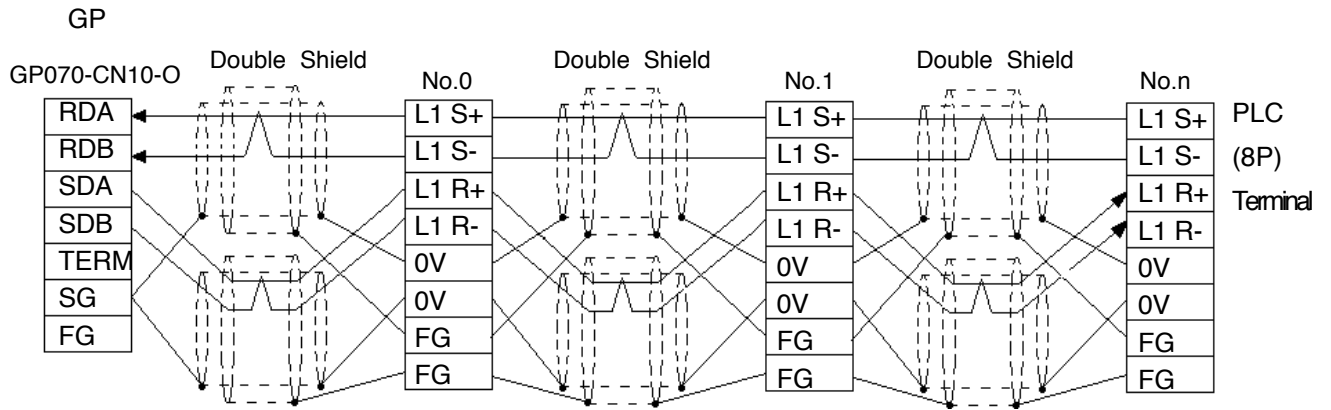 GP
GP070-CN10-O
Double Shield
No.0
Double Shield
No.1
Double Shield
No.n
RDA
RDB
SDA
SDB
TERM
SG
FG
L1 S+
L1 S-
L1 R+
L1 R-
0V
0V
FG
FG
L1 S+
L1 S-
L1 R+
L1 R-
0V
0V
FG
FG
L1 S+
L1 S-
L1 R+
L1 R-
0V
0V
FG
FG
PLC
(8P)
Terminal